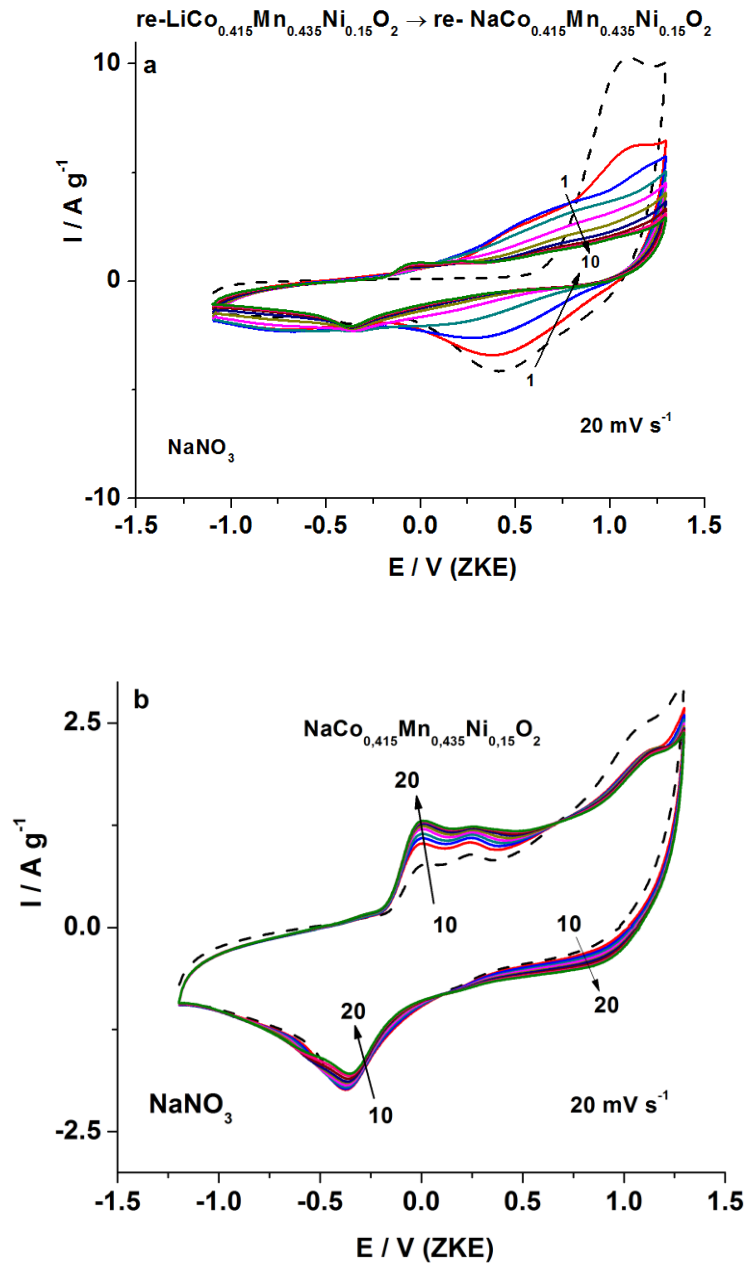 re-LiCo₀.₄₁₅Mn₀.₄₃₅Ni₀.₁₅O₂ → re- NaCo₀.₄₁₅Mn₀.₄₃₅Ni₀.₁₅O₂
a
10
0
-10
I / A g⁻¹
1
10
1
NaNO₃
20 mV s⁻¹
-1.5 -1.0 -0.5 0.0 0.5 1.0 1.5
E / V (ZKE)
b
2.5
0.0
-2.5
I / A g⁻¹
NaCo₀,₄₁₅Mn₀,₄₃₅Ni₀,₁₅O₂
20
10
10
20
20
10
NaNO₃
20 mV s⁻¹
-1.5 -1.0 -0.5 0.0 0.5 1.0 1.5
E / V (ZKE)